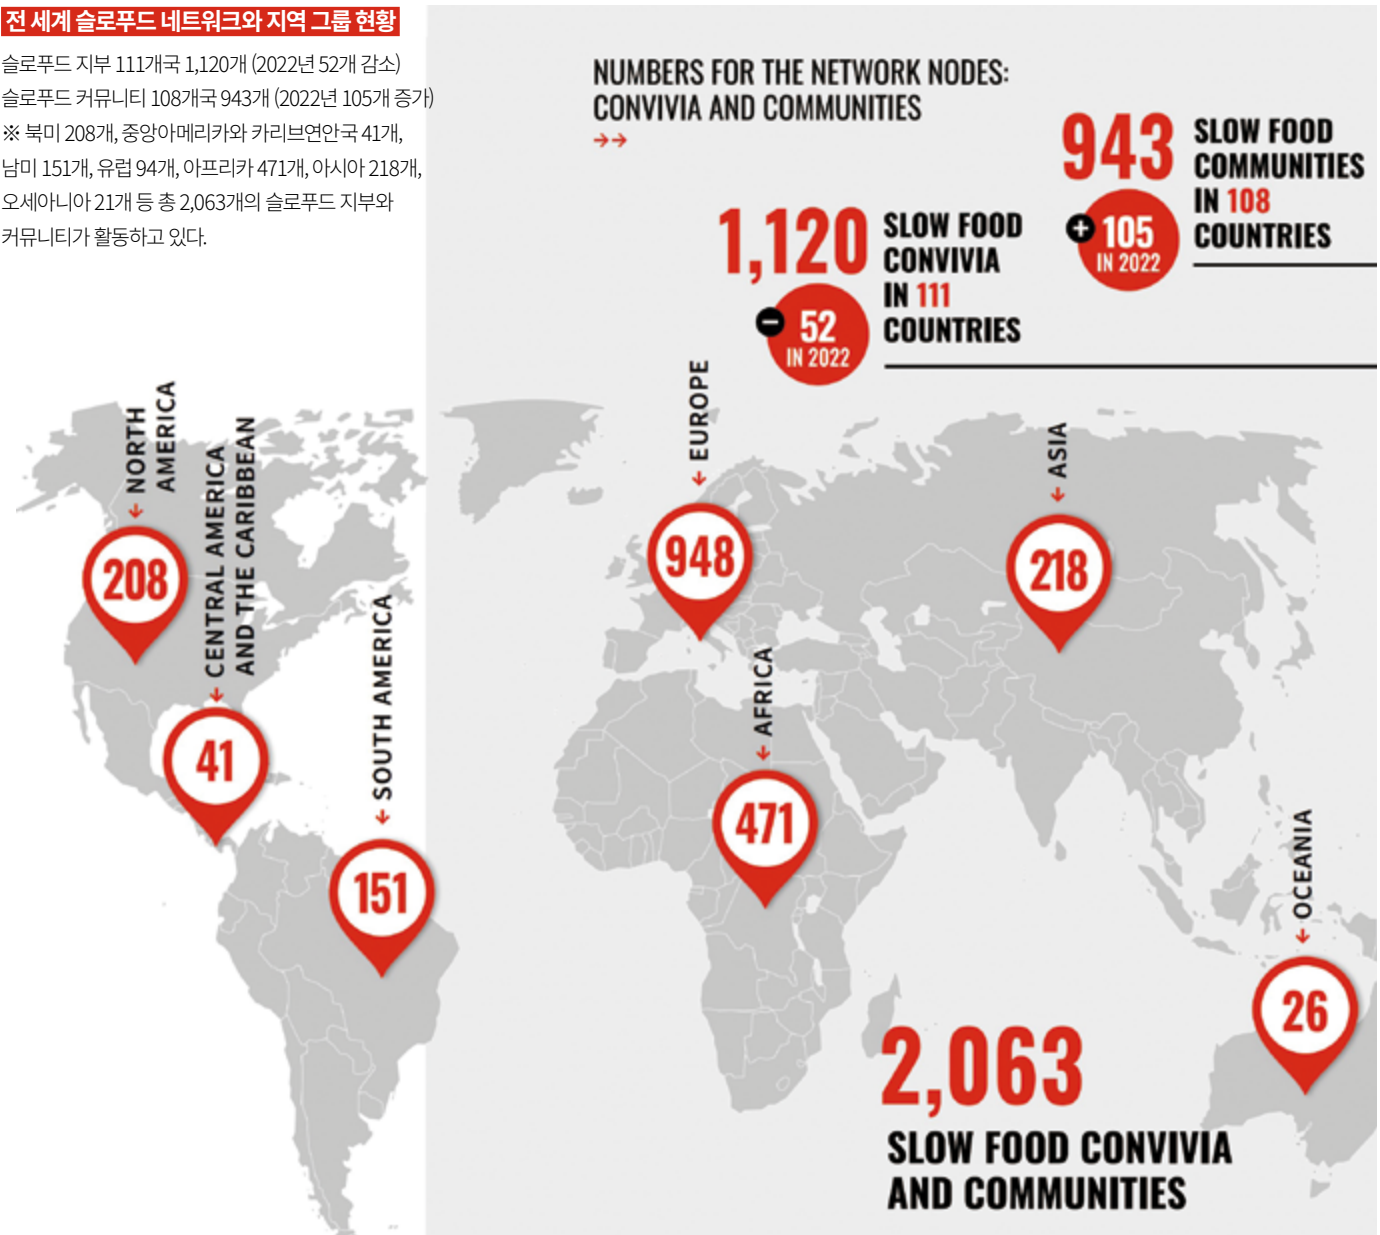 전 세계 슬로푸드 네트워크와 지역 그룹 현황
슬로푸드 지부 111개국 1,120개 (2022년 52개 감소)
슬로푸드 커뮤니티 108개국 943개 (2022년 105개 증가)
※ 북미 208개, 중앙아메리카와 카리브연안국 41개,
남미 151개, 유럽 94개, 아프리카 471개, 아시아 218개,
오세아니아 21개 등 총 2,063개의 슬로푸드 지부와
커뮤니티가 활동하고 있다.
NUMBERS FOR THE NETWORK NODES:
CONVIVIA AND COMMUNITIES
→→
943
SLOW FOOD
COMMUNITIES
IN 108
COUNTRIES
+ 105
IN 2022
1,120
SLOW FOOD
CONVIVIA
IN 111
COUNTRIES
− 52
IN 2022
NORTH
AMERICA
208
CENTRAL AMERICA
AND THE CARIBBEAN
41
SOUTH AMERICA
151
EUROPE
948
AFRICA
471
ASIA
218
OCEANIA
26
2,063
SLOW FOOD CONVIVIA
AND COMMUNITIES